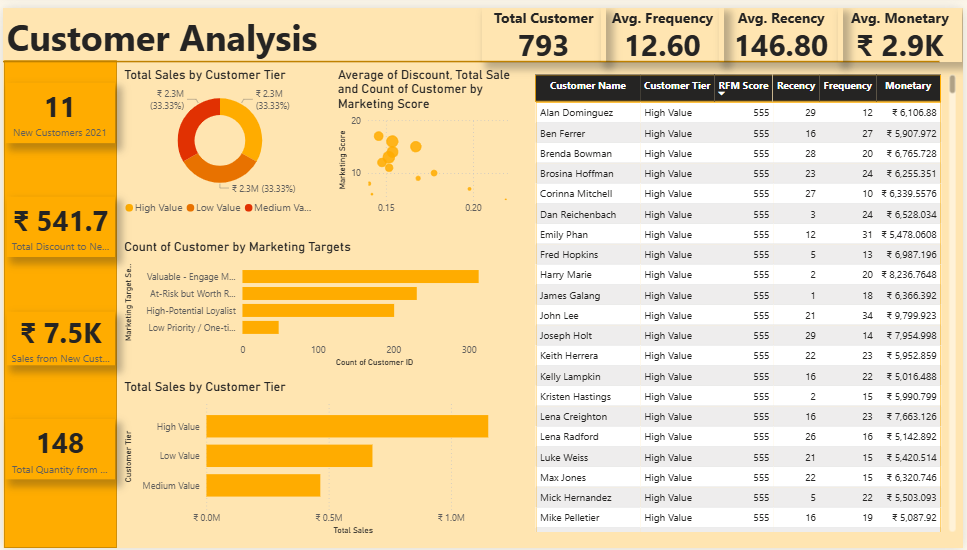 Customer Analysis
Total Customer
793
Avg. Frequency
12.60
Avg. Recency
146.80
Avg. Monetary
₹ 2.9K
11
New Customers 2021
₹ 541.7
Total Discount to Ne...
₹ 7.5K
Sales from New Cust...
148
Total Quantity from ...
Total Sales by Customer Tier
₹ 2.3M
(33.33%)
₹ 2.3M
(33.33%)
₹ 2.3M (33.33%)
High Value Low Value Medium Va...
Average of Discount, Total Sale
and Count of Customer by
Marketing Score
Marketing Score
20
10
0.15 0.20
Count of Customer by Marketing Targets
Marketing Target Se..
Valuable - Engage M...
At-Risk but Worth R...
High-Potential Loyalist
Low Priority / One-ti...
0 100 200 300
Count of Customer ID
Total Sales by Customer Tier
Customer Tier
High Value
Low Value
Medium Value
₹ 0.0M ₹ 0.5M ₹ 1.0M
Total Sales
Customer Name Customer Tier RFM Score Recency Frequency Monetary
Alan Dominguez High Value 555 29 12 ₹ 6,106.88
Ben Ferrer High Value 555 16 27 ₹ 5,907.972
Brenda Bowman High Value 555 28 20 ₹ 6,765.728
Brosina Hoffman High Value 555 23 24 ₹ 6,255.351
Corinna Mitchell High Value 555 27 10 ₹ 6,339.5576
Dan Reichenbach High Value 555 3 24 ₹ 6,528.034
Emily Phan High Value 555 12 31 ₹ 5,478.0608
Fred Hopkins High Value 555 5 13 ₹ 6,987.196
Harry Marie High Value 555 2 20 ₹ 8,236.7648
James Galang High Value 555 1 18 ₹ 6,366.392
John Lee High Value 555 21 34 ₹ 9,799.923
Joseph Holt High Value 555 29 14 ₹ 7,954.998
Keith Herrera High Value 555 22 23 ₹ 5,952.859
Kelly Lampkin High Value 555 16 22 ₹ 5,016.488
Kristen Hastings High Value 555 2 15 ₹ 5,990.799
Lena Creighton High Value 555 16 23 ₹ 7,663.126
Lena Radford High Value 555 26 16 ₹ 5,142.892
Luke Weiss High Value 555 21 15 ₹ 5,420.514
Max Jones High Value 555 22 15 ₹ 6,320.746
Mick Hernandez High Value 555 5 22 ₹ 5,503.093
Mike Pelletier High Value 555 16 19 ₹ 5,087.92